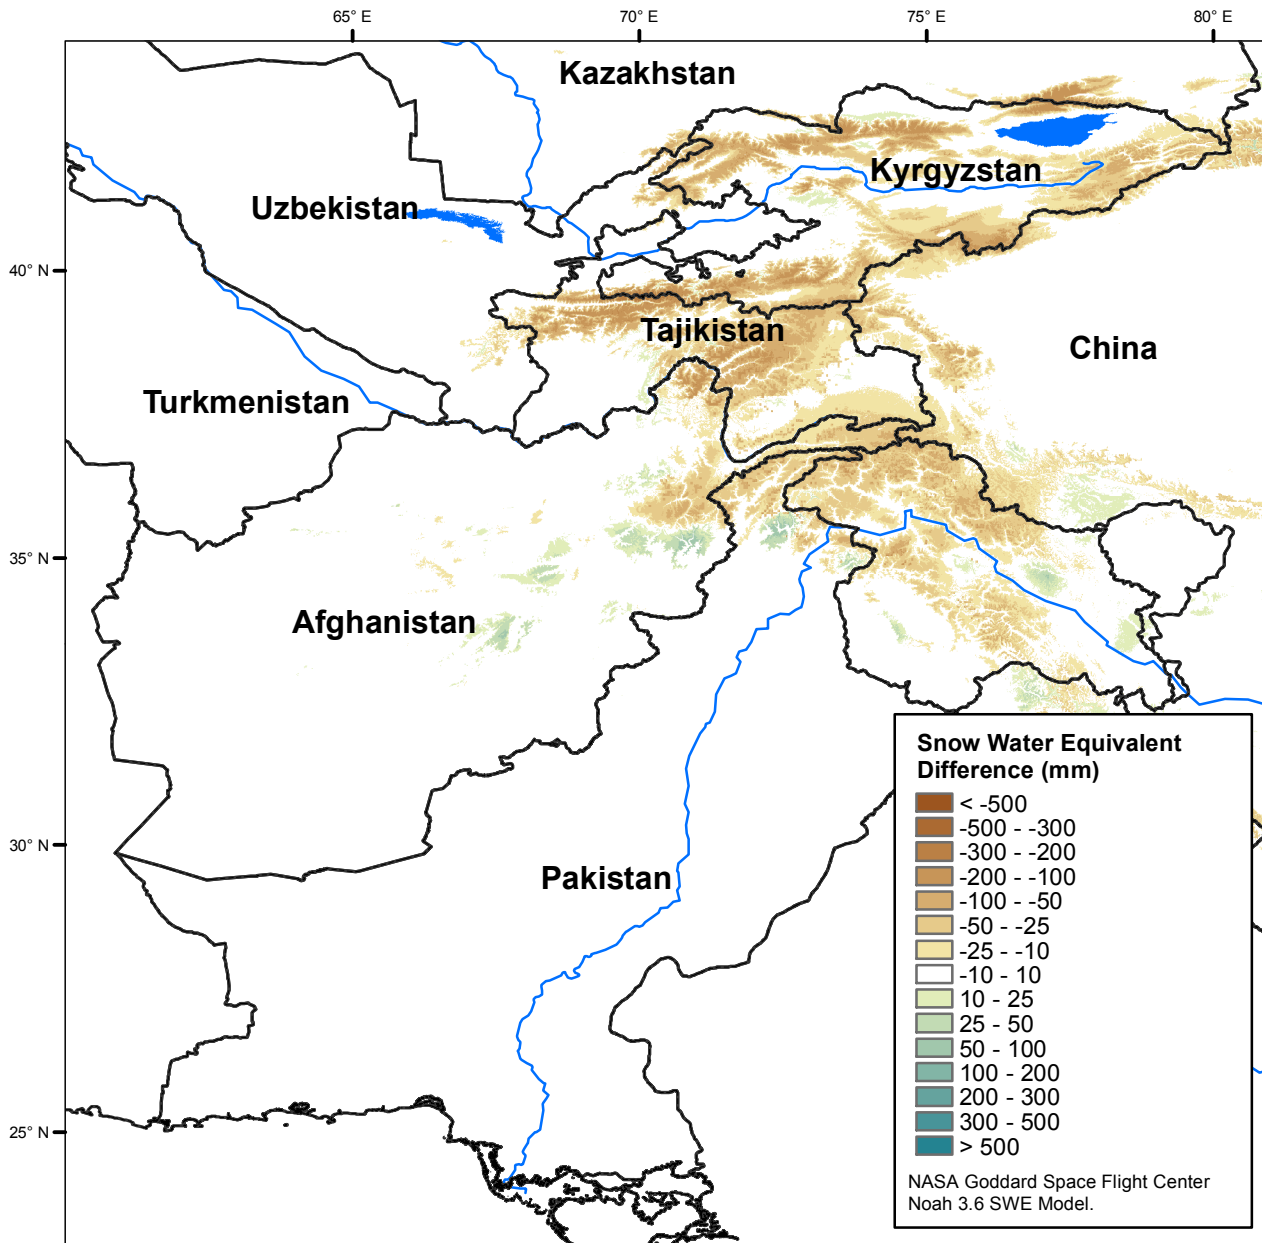 65° E
70° E
75° E
80° E
Kazakhstan
Kyrgyzstan
Uzbekistan
40° N
Tajikistan
China
Turkmenistan
35° N
Afghanistan
Snow Water Equivalent
Difference (mm)
< -500
-500 - -300
-300 - -200
-200 - -100
-100 - -50
-50 - -25
-25 - -10
-10 - 10
10 - 25
25 - 50
50 - 100
100 - 200
200 - 300
300 - 500
> 500
NASA Goddard Space Flight Center
Noah 3.6 SWE Model.
30° N
Pakistan
25° N